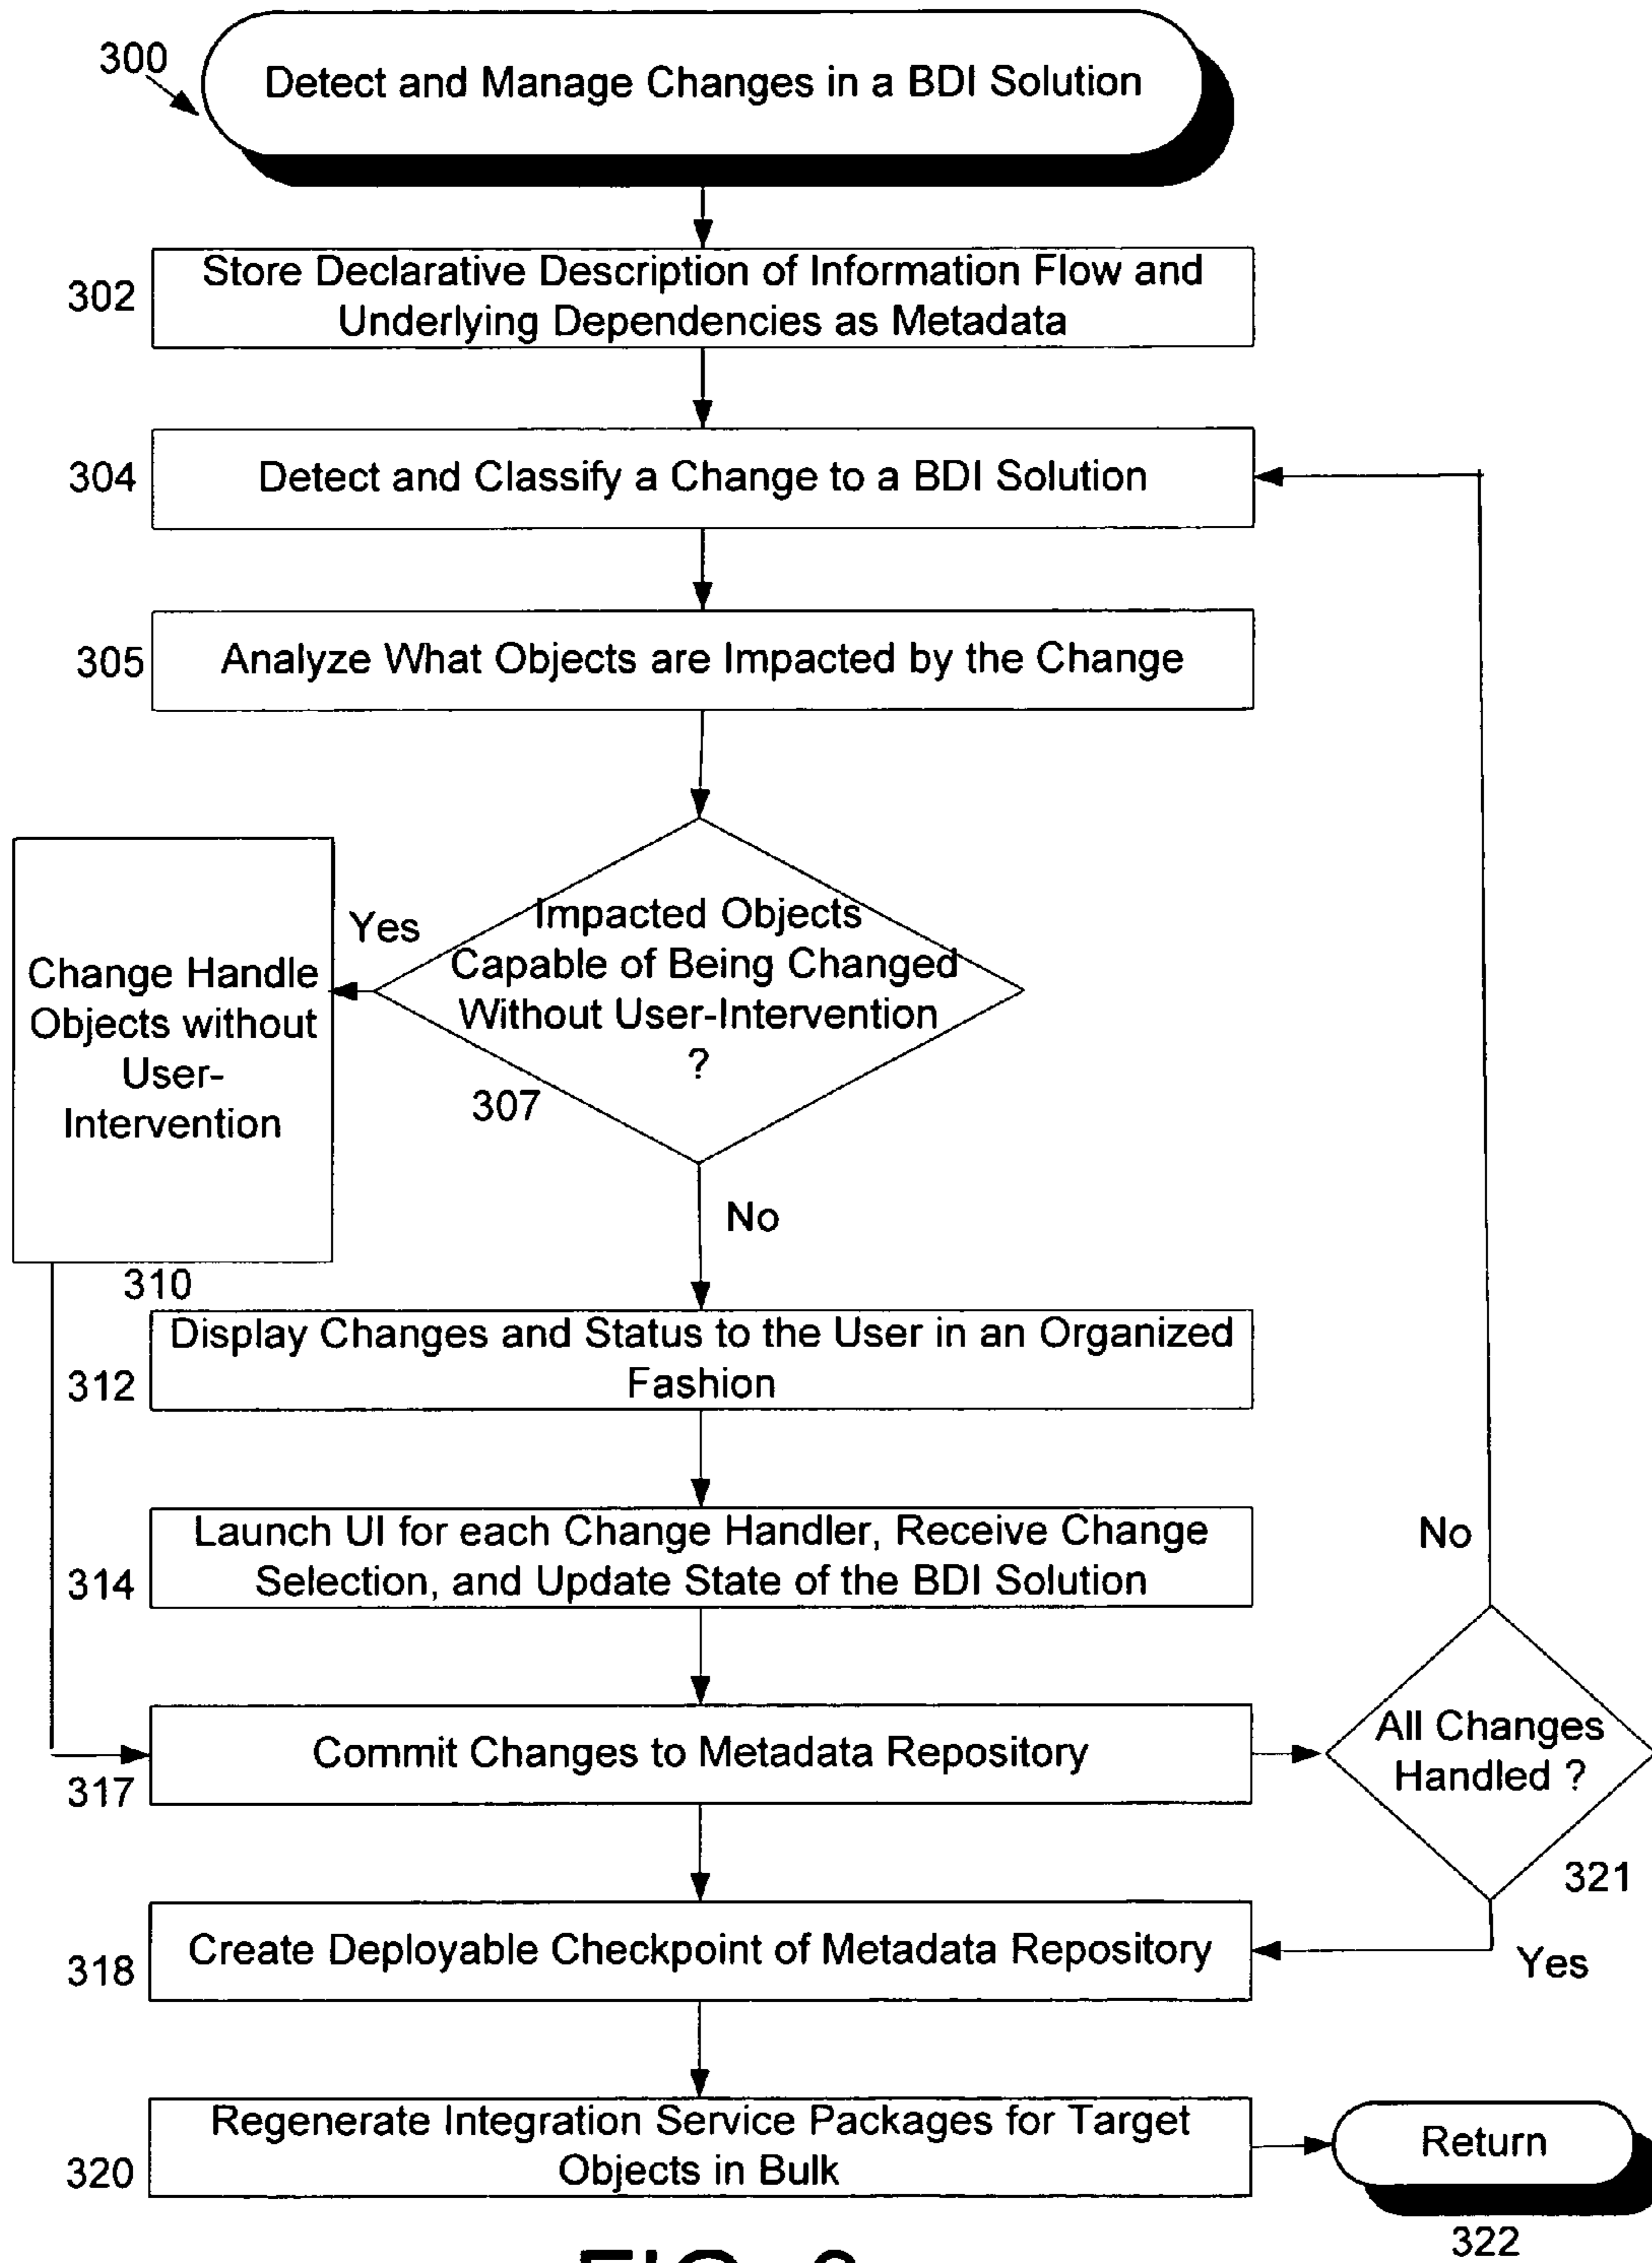 300
Detect and Manage Changes in a BDI Solution
302
Store Declarative Description of Information Flow and
Underlying Dependencies as Metadata
304
Detect and Classify a Change to a BDI Solution
305
Analyze What Objects are Impacted by the Change
Impacted Objects
Capable of Being Changed
Without User-Intervention
?
307
Yes
Change Handle
Objects without
User-
Intervention
310
No
Display Changes and Status to the User in an Organized
Fashion
312
Launch UI for each Change Handler, Receive Change
Selection, and Update State of the BDI Solution
314
No
Commit Changes to Metadata Repository
317
All Changes
Handled ?
321
Yes
Create Deployable Checkpoint of Metadata Repository
318
Regenerate Integration Service Packages for Target
Objects in Bulk
320
Return
322